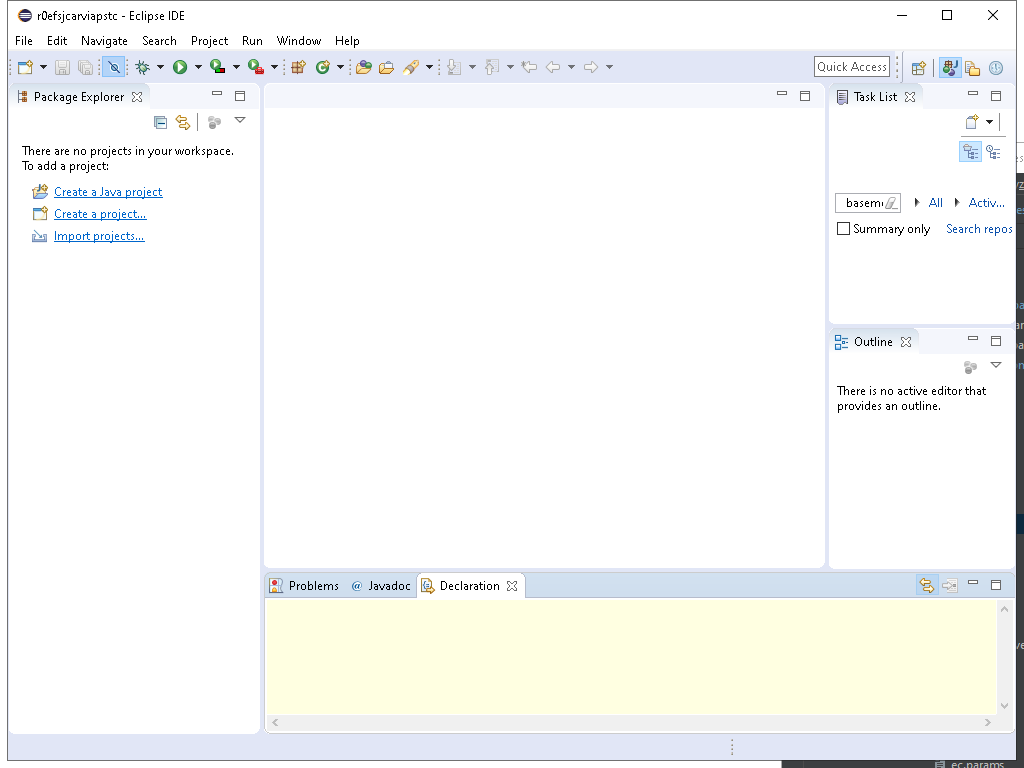 r0efsjcarviapstc - Eclipse IDE
File Edit Navigate Search Project Run Window Help
Quick Access
Package Explorer
Task List
There are no projects in your workspace.
To add a project:
Create a Java project
Create a project...
Import projects...
All Activ...
Summary only Search repos
Outline
There is no active editor that
provides an outline.
Problems @ Javadoc Declaration
ec.params